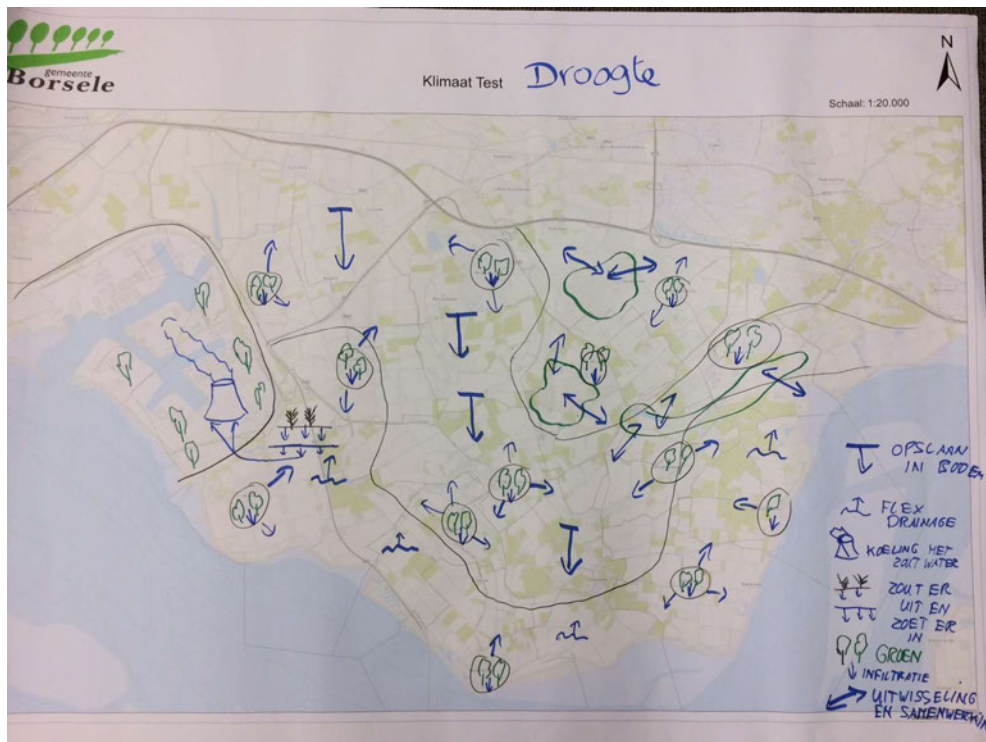 gemeente
Borsele
Klimaat Test Droogte
N
Schaal: 1:20.000
OPSLAAN
IN BODEM
FLEX
DRAINAGE
KOELING MET
ZOUT WATER
ZOUT ER
UIT EN
ZOET ER
IN
GROEN
INFILTRATIE
UITWISSELING
EN SAMENWERKIN